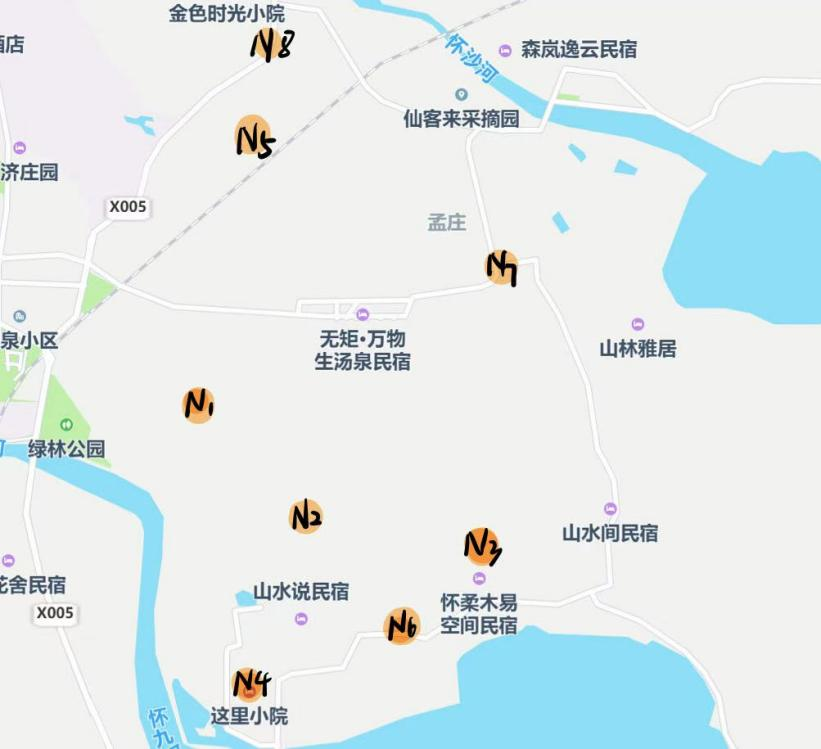 金色时光小院
N8
酒店
怀沙河
森岚逸云民宿
仙客来采摘园
N5
济庄园
X005
孟庄
N7
泉小区
无矩·万物
生汤泉民宿
山林雅居
N1
绿林公园
河
N2
N3
山水间民宿
花舍民宿
山水说民宿
怀柔木易
空间民宿
X005
N6
N4
这里小院
怀九